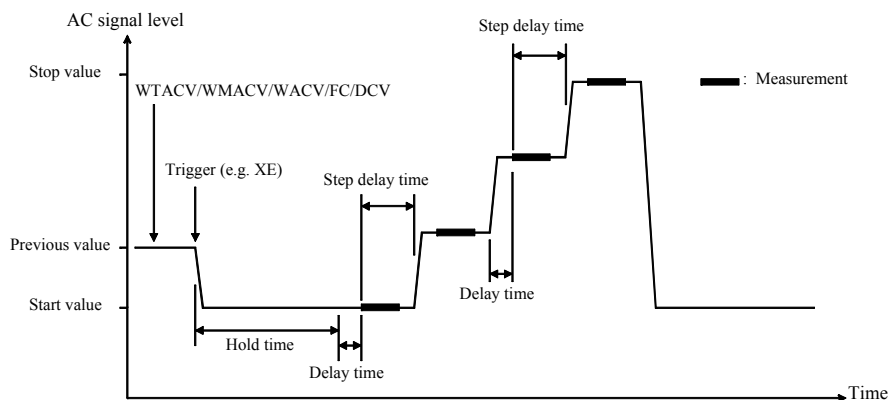 AC signal level
Step delay time
Stop value
WTACV/WMACV/WACV/FC/DCV
: Measurement
Trigger (e.g. XE)
Step delay time
Previous value
Delay time
Start value
Hold time
Delay time
Time